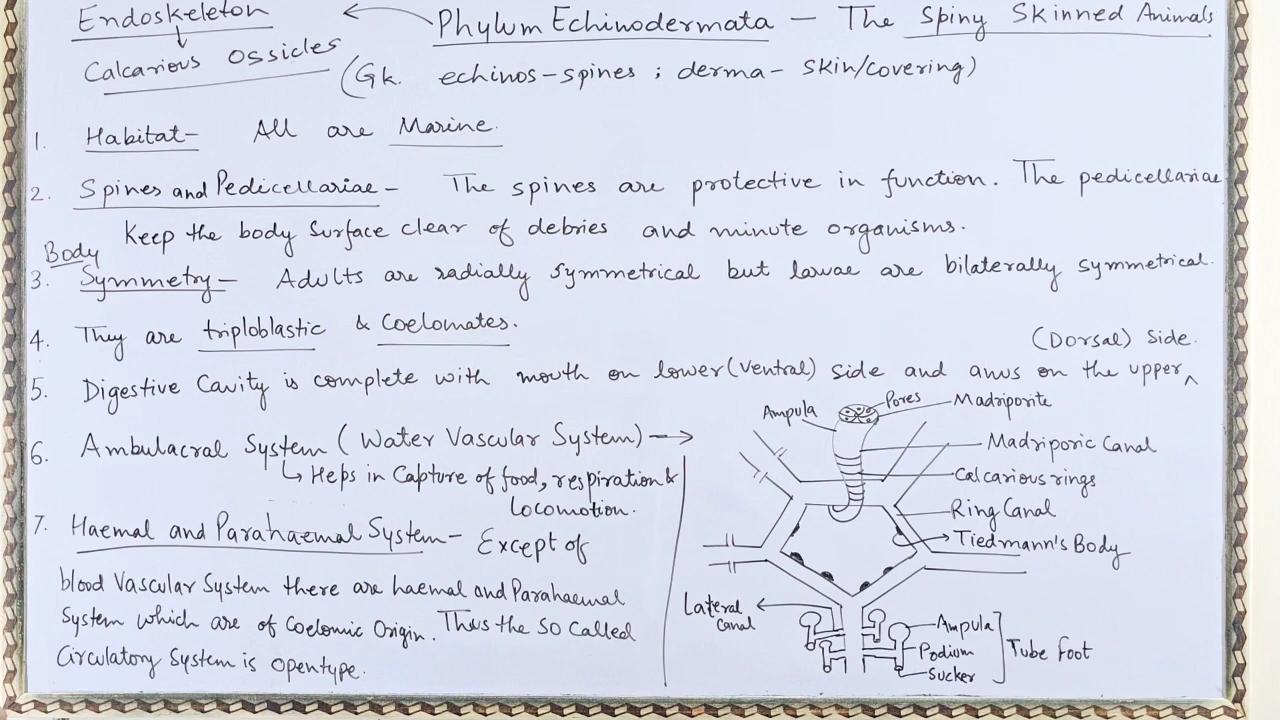 Endoskeleton
Phylum Echinodermata – The Spiny Skinned Animals
Calcarious Ossicles
(Gk. echinos-spines ; derma- skin/covering)
1. Habitat- All are Marine.
2. Spines and Pedicellariae - The spines are protective in function. The pedicellariae
keep the body surface clear of debries and minute organisms.
Body
3. Symmetry- Adults are radially symmetrical but larvae are bilaterally symmetrical.
4. They are triploblastic & Coelomates.
(Dorsal) Side.
5. Digestive Cavity is complete with mouth on lower(ventral) side and anus on the upper
6. Ambulacral System ( Water Vascular System)
Heps in Capture of food, respiration &
Locomotion.
7. Haemal and Parahaemal System- Except of
blood Vascular System there are haemal and Parahaemal
System which are of Coelomic Origin. Thus the so Called
Circulatory System is opentype.
Ampula
Pores
Madriporite
Madriporic Canal
Calcarious rings
Ring Canal
Tiedmann's Body
Lateral
canal
Ampula
Podium
Sucker
Tube foot